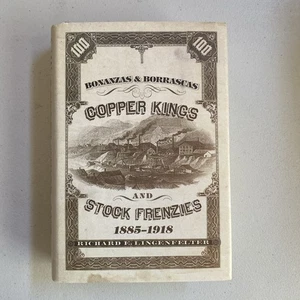 100 100
BONANZAS & BORRASCAS
COPPER KINGS
AND
STOCK FRENZIES
1885–1918
RICHARD E. LINGENFELTER